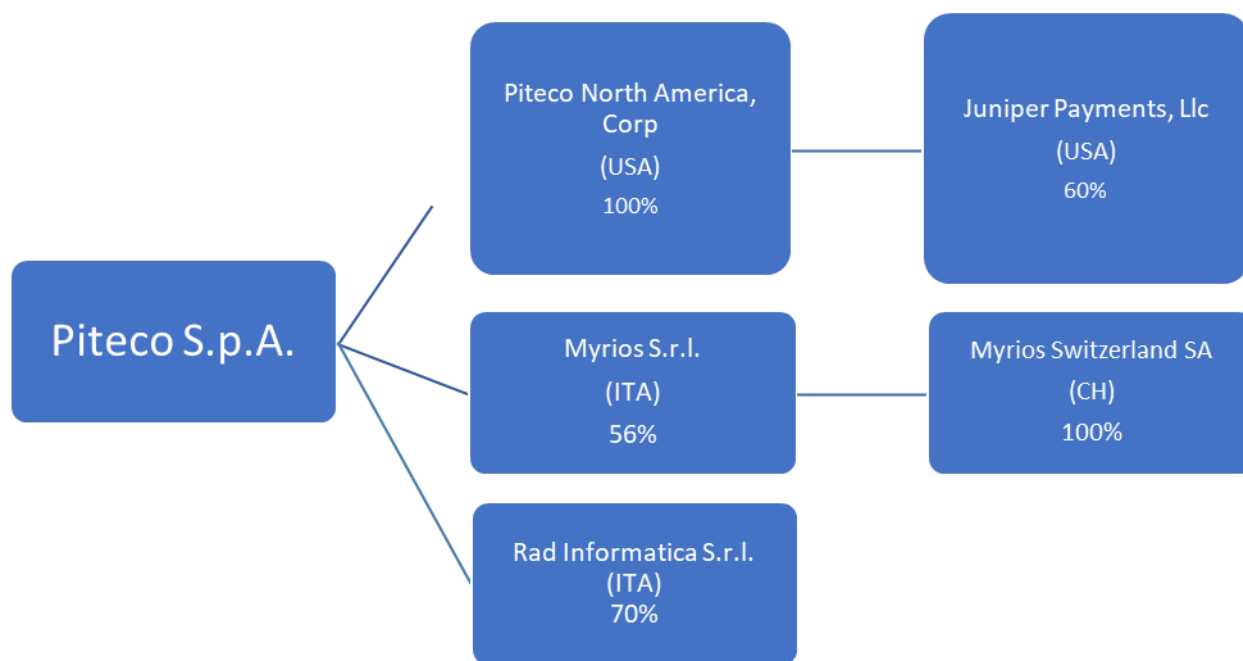 Piteco S.p.A.
Piteco North America,
Corp
(USA)
100%
Juniper Payments, Llc
(USA)
60%
Myrios S.r.l.
(ITA)
56%
Myrios Switzerland SA
(CH)
100%
Rad Informatica S.r.l.
(ITA)
70%